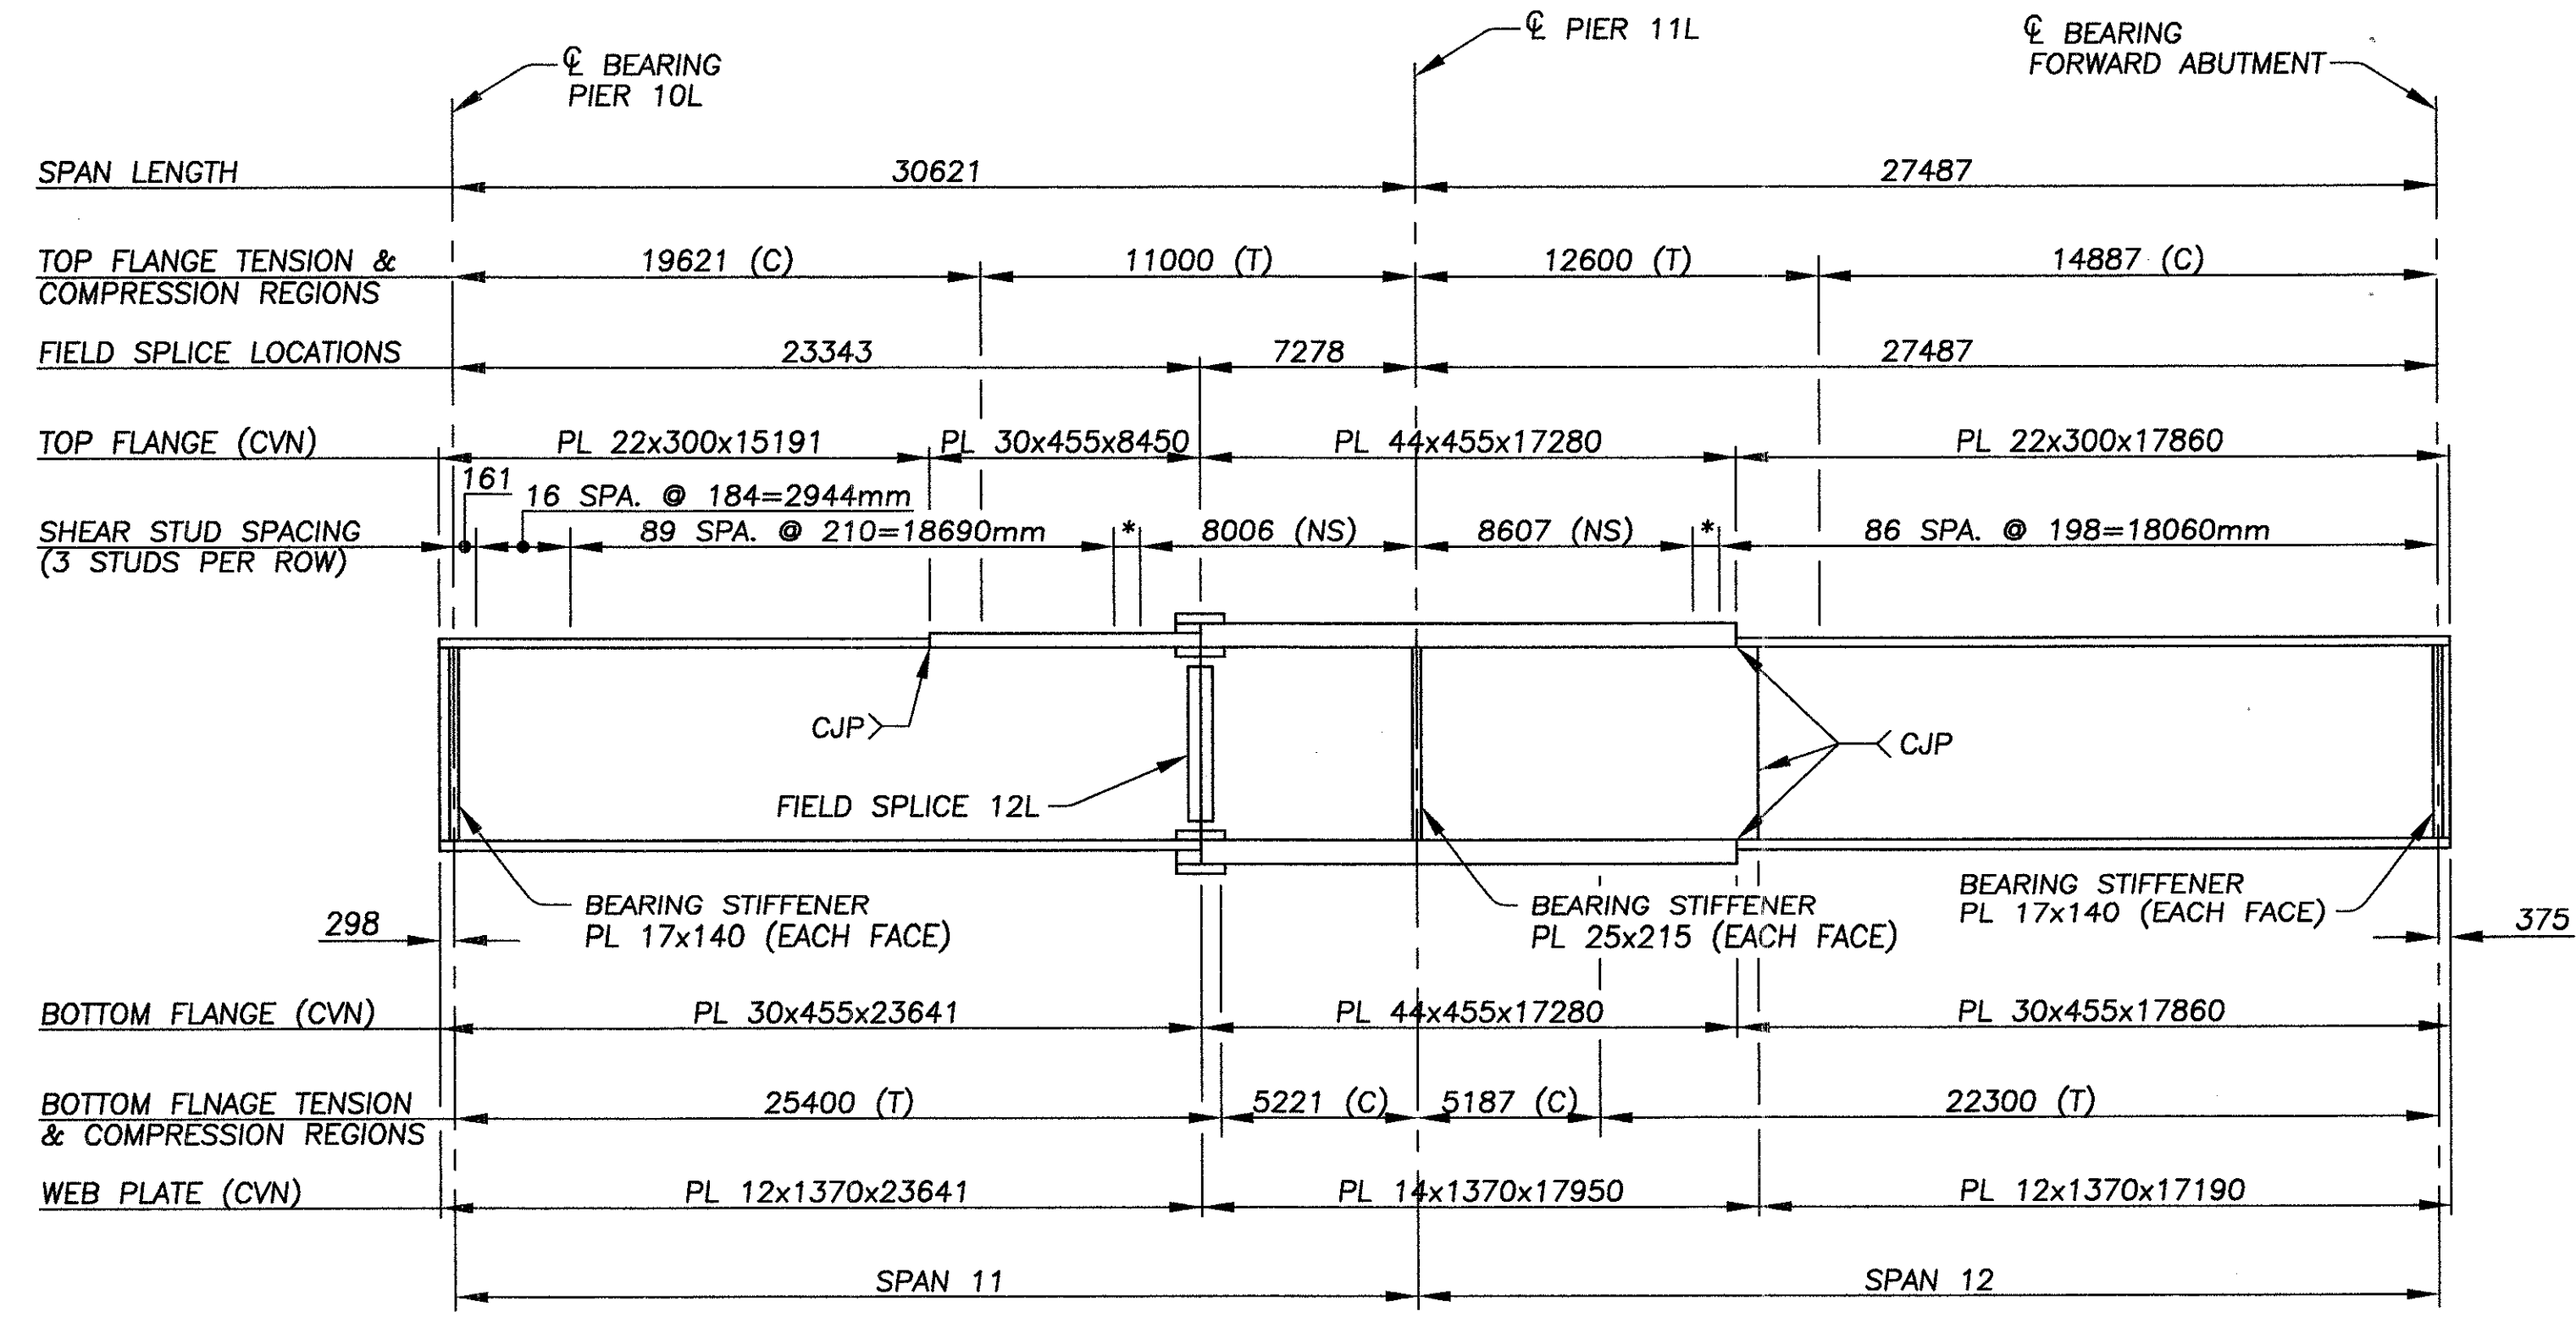 ℄ PIER 11L
℄ BEARING
PIER 10L
℄ BEARING
FORWARD ABUTMENT
SPAN LENGTH
30621
27487
TOP FLANGE TENSION &
COMPRESSION REGIONS
19621 (C)
11000 (T)
12600 (T)
14887 (C)
FIELD SPLICE LOCATIONS
23343
7278
27487
TOP FLANGE (CVN)
PL 22x300x15191
PL 30x455x8450
PL 44x455x17280
PL 22x300x17860
161
16 SPA. @ 184=2944mm
SHEAR STUD SPACING
(3 STUDS PER ROW)
89 SPA. @ 210=18690mm
*
8006 (NS)
8607 (NS)
*
86 SPA. @ 198=18060mm
CJP
CJP
FIELD SPLICE 12L
298
BEARING STIFFENER
PL 17x140 (EACH FACE)
BEARING STIFFENER
PL 25x215 (EACH FACE)
BEARING STIFFENER
PL 17x140 (EACH FACE)
375
BOTTOM FLANGE (CVN)
PL 30x455x23641
PL 44x455x17280
PL 30x455x17860
BOTTOM FLNAGE TENSION
& COMPRESSION REGIONS
25400 (T)
5221 (C)
5187 (C)
22300 (T)
WEB PLATE (CVN)
PL 12x1370x23641
PL 14x1370x17950
PL 12x1370x17190
SPAN 11
SPAN 12